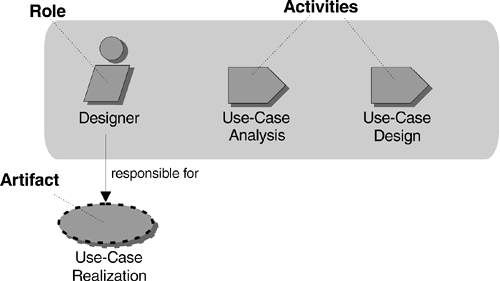 Role
Activities
Designer
Use-Case
Analysis
Use-Case
Design
responsible for
Artifact
Use-Case
Realization